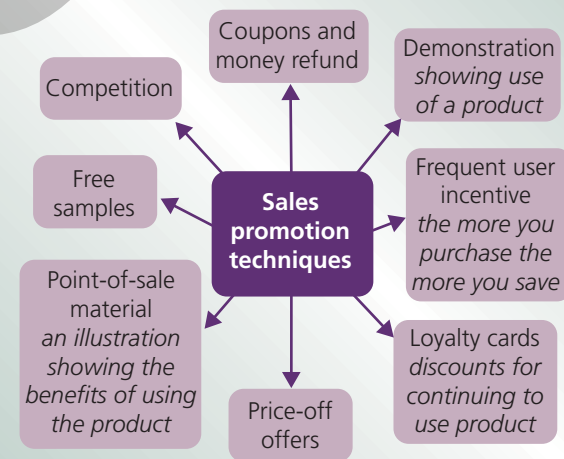 Coupons and
money refund
Demonstration
showing use
of a product
Competition
Free
samples
Sales
promotion
techniques
Frequent user
incentive
the more you
purchase the
more you save
Point-of-sale
material
an illustration
showing the
benefits of using
the product
Price-off
offers
Loyalty cards
discounts for
continuing to
use product